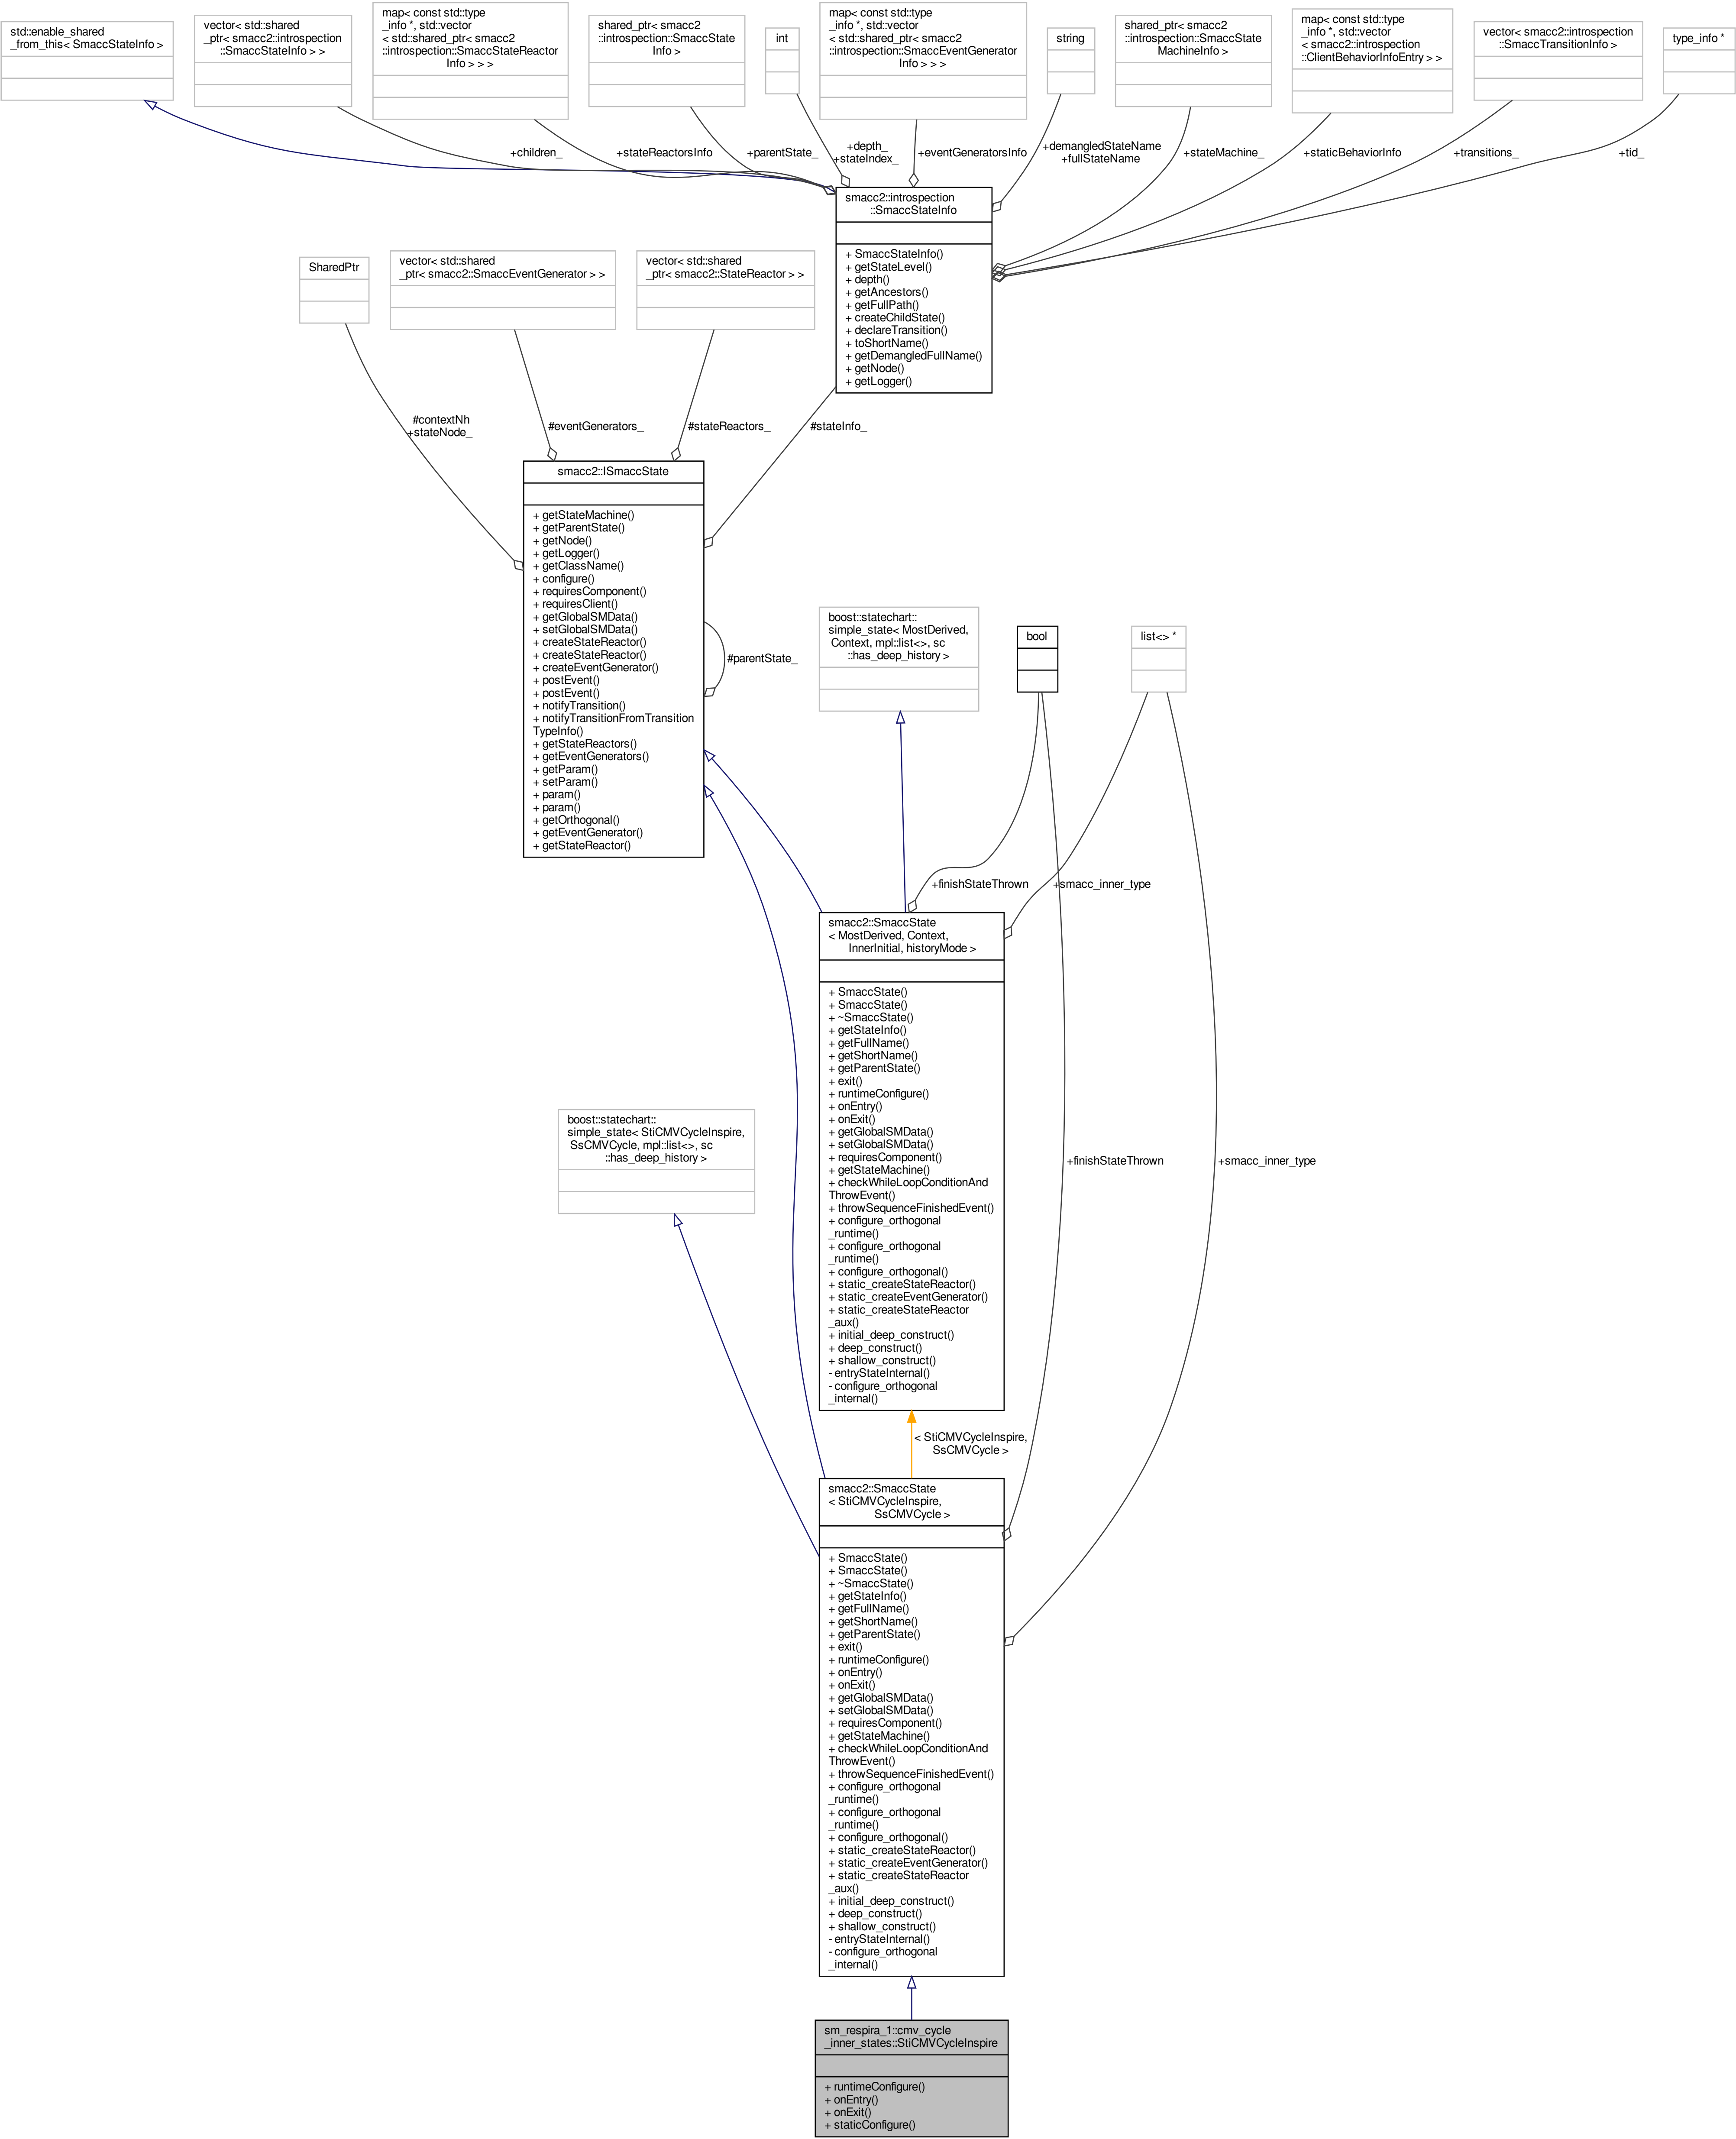 std::enable_shared
_from_this< SmaccStateInfo >
vector< std::shared
_ptr< smacc2::introspection
::SmaccStateInfo > >
map< const std::type
_info *, std::vector
< std::shared_ptr< smacc2
::introspection::SmaccStateReactor
Info > > >
shared_ptr< smacc2
::introspection::SmaccState
Info >
int
map< const std::type
_info *, std::vector
< std::shared_ptr< smacc2
::introspection::SmaccEventGenerator
Info > > >
string
shared_ptr< smacc2
::introspection::SmaccState
MachineInfo >
map< const std::type
_info *, std::vector
< smacc2::introspection
::ClientBehaviorInfoEntry > >
vector< smacc2::introspection
::SmaccTransitionInfo >
type_info *
+children_
+stateReactorsInfo
+parentState_
+depth_
+stateIndex_
+eventGeneratorsInfo
+demangledStateName
+fullStateName
+stateMachine_
+staticBehaviorInfo
+transitions_
+tid_
smacc2::introspection
::SmaccStateInfo
+ SmaccStateInfo()
+ getStateLevel()
+ depth()
+ getAncestors()
+ getFullPath()
+ createChildState()
+ declareTransition()
+ toShortName()
+ getDemangledFullName()
+ getNode()
+ getLogger()
SharedPtr
vector< std::shared
_ptr< smacc2::SmaccEventGenerator > >
vector< std::shared
_ptr< smacc2::StateReactor > >
#contextNh
+stateNode_
#eventGenerators_
#stateReactors_
#stateInfo_
smacc2::ISmaccState
+ getStateMachine()
+ getParentState()
+ getNode()
+ getLogger()
+ getClassName()
+ configure()
+ requiresComponent()
+ requiresClient()
+ getGlobalSMData()
+ setGlobalSMData()
+ createStateReactor()
+ createStateReactor()
+ createEventGenerator()
+ postEvent()
+ postEvent()
+ notifyTransition()
+ notifyTransitionFromTransition
TypeInfo()
+ getStateReactors()
+ getEventGenerators()
+ getParam()
+ setParam()
+ param()
+ param()
+ getOrthogonal()
+ getEventGenerator()
+ getStateReactor()
#parentState_
boost::statechart::
simple_state< MostDerived,
Context, mpl::list<>, sc
::has_deep_history >
bool
list<> *
+finishStateThrown
+smacc_inner_type
smacc2::SmaccState
< MostDerived, Context,
InnerInitial, historyMode >
+ SmaccState()
+ SmaccState()
+ ~SmaccState()
+ getStateInfo()
+ getFullName()
+ getShortName()
+ getParentState()
+ exit()
+ runtimeConfigure()
+ onEntry()
+ onExit()
+ getGlobalSMData()
+ setGlobalSMData()
+ requiresComponent()
+ getStateMachine()
+ checkWhileLoopConditionAnd
ThrowEvent()
+ throwSequenceFinishedEvent()
+ configure_orthogonal
_runtime()
+ configure_orthogonal
_runtime()
+ configure_orthogonal()
+ static_createStateReactor()
+ static_createEventGenerator()
+ static_createStateReactor
_aux()
+ initial_deep_construct()
+ deep_construct()
+ shallow_construct()
- entryStateInternal()
- configure_orthogonal
_internal()
boost::statechart::
simple_state< StiCMVCycleInspire,
SsCMVCycle, mpl::list<>, sc
::has_deep_history >
+finishStateThrown
+smacc_inner_type
< StiCMVCycleInspire,
SsCMVCycle >
smacc2::SmaccState
< StiCMVCycleInspire,
SsCMVCycle >
+ SmaccState()
+ SmaccState()
+ ~SmaccState()
+ getStateInfo()
+ getFullName()
+ getShortName()
+ getParentState()
+ exit()
+ runtimeConfigure()
+ onEntry()
+ onExit()
+ getGlobalSMData()
+ setGlobalSMData()
+ requiresComponent()
+ getStateMachine()
+ checkWhileLoopConditionAnd
ThrowEvent()
+ throwSequenceFinishedEvent()
+ configure_orthogonal
_runtime()
+ configure_orthogonal
_runtime()
+ configure_orthogonal()
+ static_createStateReactor()
+ static_createEventGenerator()
+ static_createStateReactor
_aux()
+ initial_deep_construct()
+ deep_construct()
+ shallow_construct()
- entryStateInternal()
- configure_orthogonal
_internal()
sm_respira_1::cmv_cycle
_inner_states::StiCMVCycleInspire
+ runtimeConfigure()
+ onEntry()
+ onExit()
+ staticConfigure()